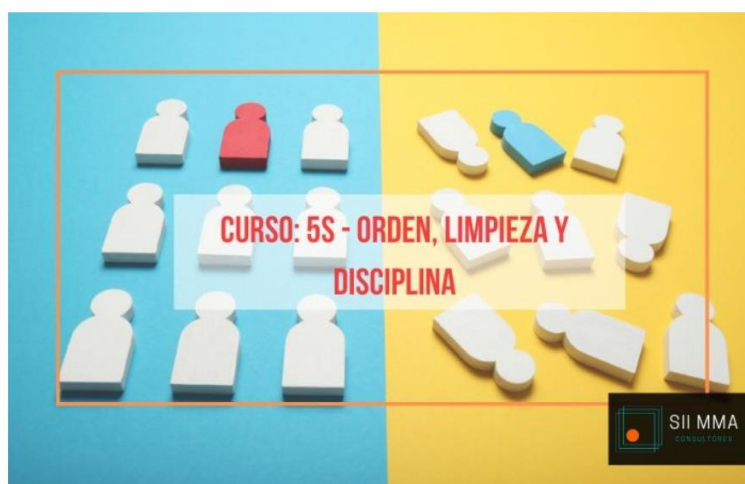 CURSO: 5S - ORDEN, LIMPIEZA Y
DISCIPLINA
SII MMA
CONSULTORES